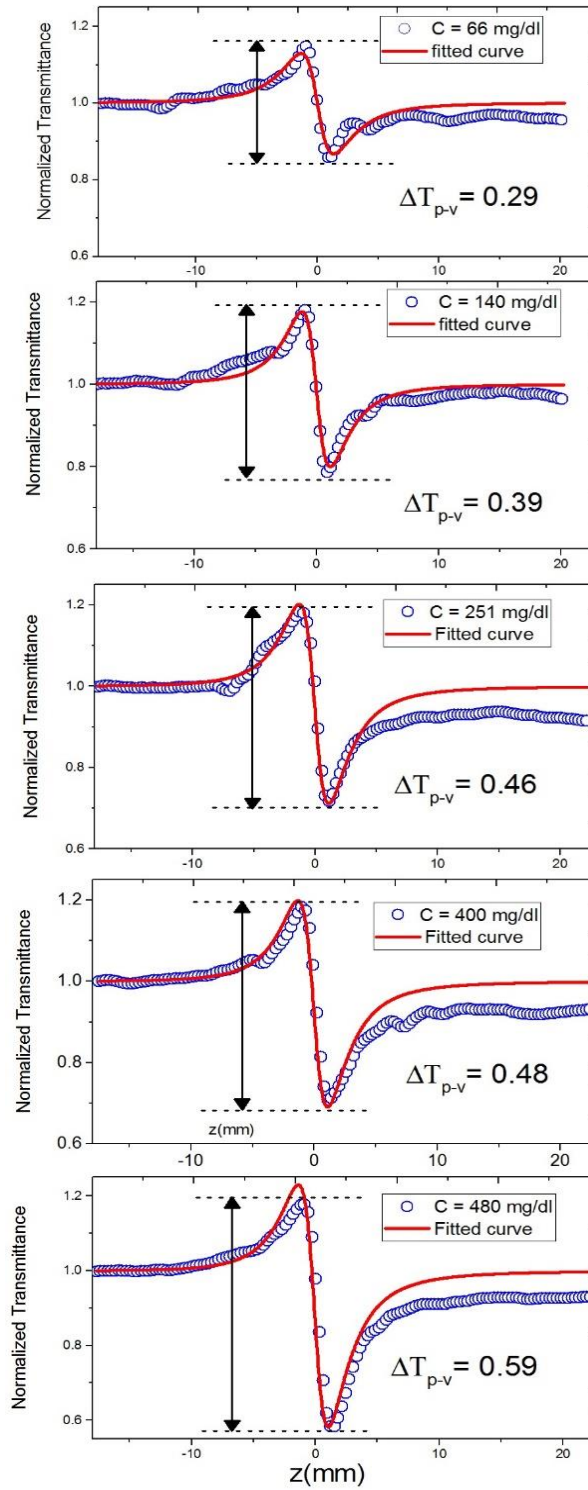 Normalized Transmittance
C = 66 mg/dl
fitted curve
1.2
1.0
0.8
0.6
ΔTp-v = 0.29
-10 0 10 20
Normalized Transmittance
C = 140 mg/dl
fitted curve
1.2
1.0
0.8
0.6
ΔTp-v = 0.39
-10 0 10 20
Normalized Transmittance
C = 251 mg/dl
Fitted curve
1.2
1.0
0.8
0.6
ΔTp-v = 0.46
-10 0 10 20
Normalized Transmittance
C = 400 mg/dl
Fitted curve
1.2
1.0
0.8
0.6
ΔTp-v = 0.48
z(mm)
-10 0 10 20
Normalized Transmittance
C = 480 mg/dl
Fitted curve
1.2
1.0
0.8
0.6
ΔTp-v = 0.59
-10 0 10 20
z(mm)